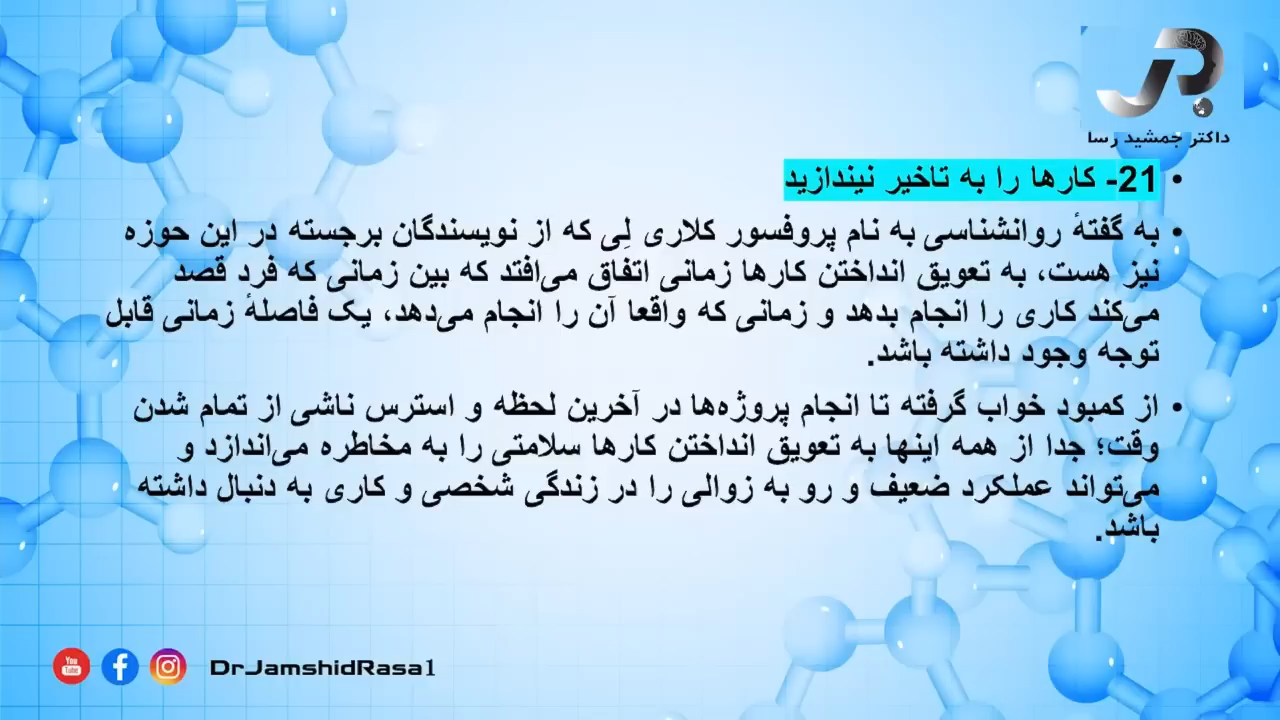 داکتر جمشید رسا
21- کارها را به تاخیر نیندازید
به گفتهٔ روانشناسی به نام پروفسور کلاری لِی که از نویسندگان برجسته در این حوزه
نیز هست، به تعویق انداختن کارها زمانی اتفاق می‌افتد که بین زمانی که فرد قصد
می‌کند کاری را انجام بدهد و زمانی که واقعا آن را انجام می‌دهد، یک فاصلهٔ زمانی قابل
توجه وجود داشته باشد.
از کمبود خواب گرفته تا انجام پروژه‌ها در آخرین لحظه و استرس ناشی از تمام شدن
وقت؛ جدا از همه اینها به تعویق انداختن کارها سلامتی را به مخاطره می‌اندازد و
می‌تواند عملکرد ضعیف و رو به زوالی را در زندگی شخصی و کاری به دنبال داشته
باشد.
You Tube
DrJamshidRasa1